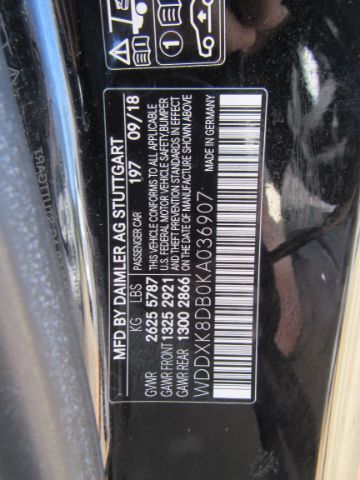 MFD BY DAIMLER AG STUTTGART
KG LBS PASSENGER CAR 197 09/18
GVWR 2625 5787 THIS VEHICLE CONFORMS TO ALL APPLICABLE
GAWR FRONT 1325 2921 U.S. FEDERAL MOTOR VEHICLE SAFETY, BUMPER
GAWR REAR 1300 2866 AND THEFT PREVENTION STANDARDS IN EFFECT
ON THE DATE OF MANUFACTURE SHOWN ABOVE
MADE IN GERMANY
WDDXK8DB0KA036907
1